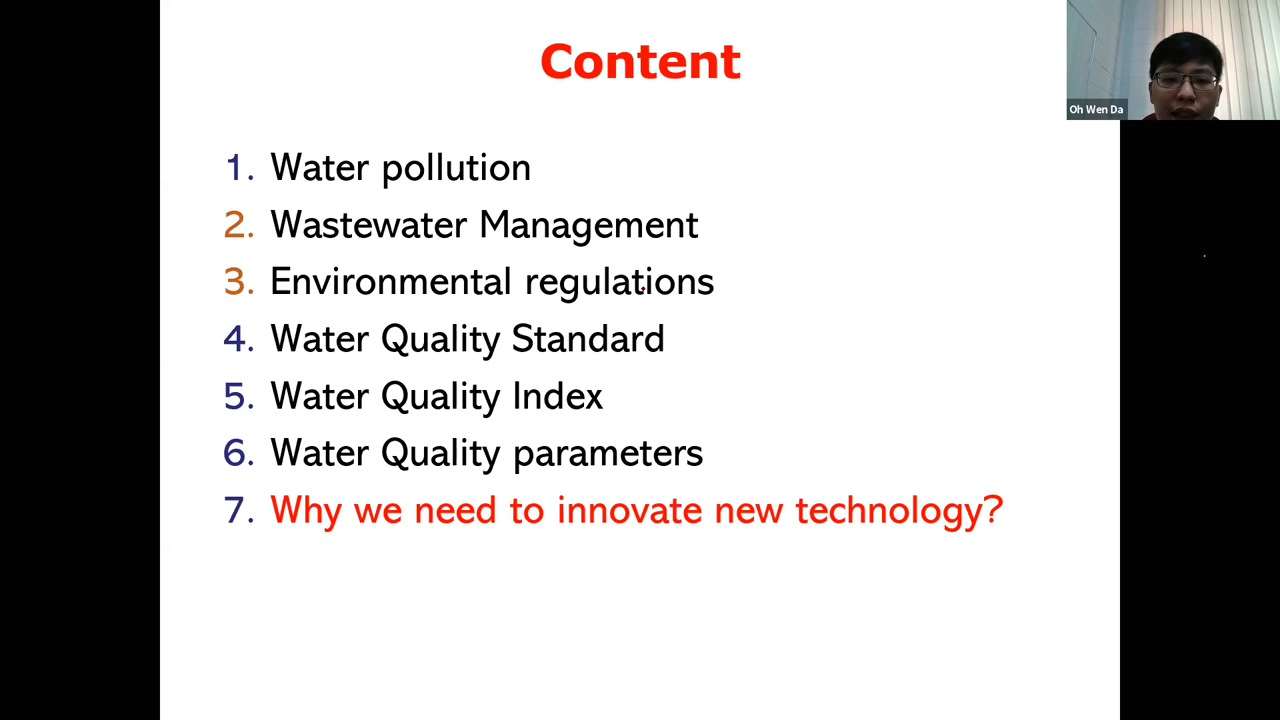 Content
Oh Wen Da
1. Water pollution
2. Wastewater Management
3. Environmental regulations
4. Water Quality Standard
5. Water Quality Index
6. Water Quality parameters
7. Why we need to innovate new technology?